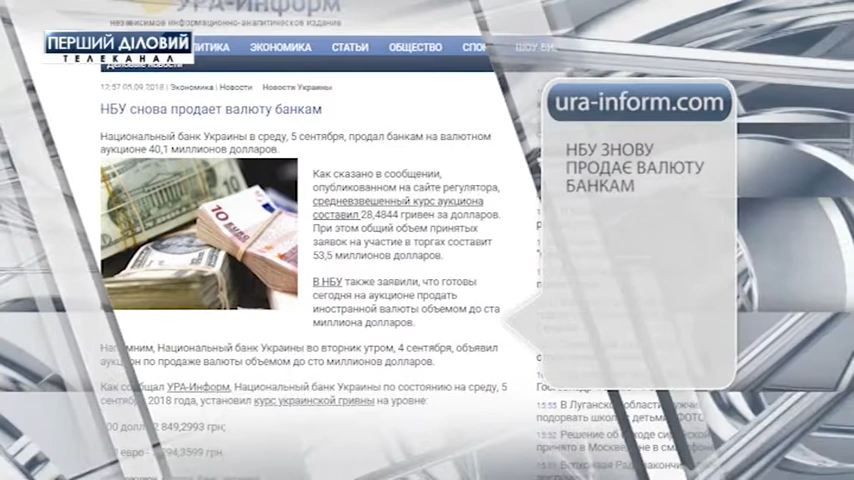 УРА-Информ
независимое информационно-аналитическое издание
ПЕРШИЙ ДІЛОВИЙ
ТЕЛЕКАНАЛ
ЭКОНОМИКА СТАТЬИ ОБЩЕСТВО
12:57 05.09.2018 | Экономика | Новости Новости Украины
НБУ снова продает валюту банкам
Национальный банк Украины в среду, 5 сентября, продал банкам на валютном
аукционе 40,1 миллионов долларов.
Как сказано в сообщении,
опубликованном на сайте регулятора,
средневзвешенный курс аукциона
составил 28,4844 гривен за долларов.
При этом общий объем принятых
заявок на участие в торгах составит
53,5 миллионов долларов.
В НБУ также заявили, что готовы
сегодня на аукционе продать
иностранной валюты объемом до ста
миллиона долларов.
Национальный банк Украины во вторник утром, 4 сентября, объявил
по продаже валюты объемом до сто миллионов долларов.
УРА-Информ, Национальный банк Украины по состоянию на среду, 5
2018 года, установил курс украинской гривны на уровне:
ura-inform.com
НБУ ЗНОВУ
ПРОДАЄ ВАЛЮТУ
БАНКАМ
15:55 В Луганской области
подорвать школу с детьми
15:52 Решение
принято в Москве